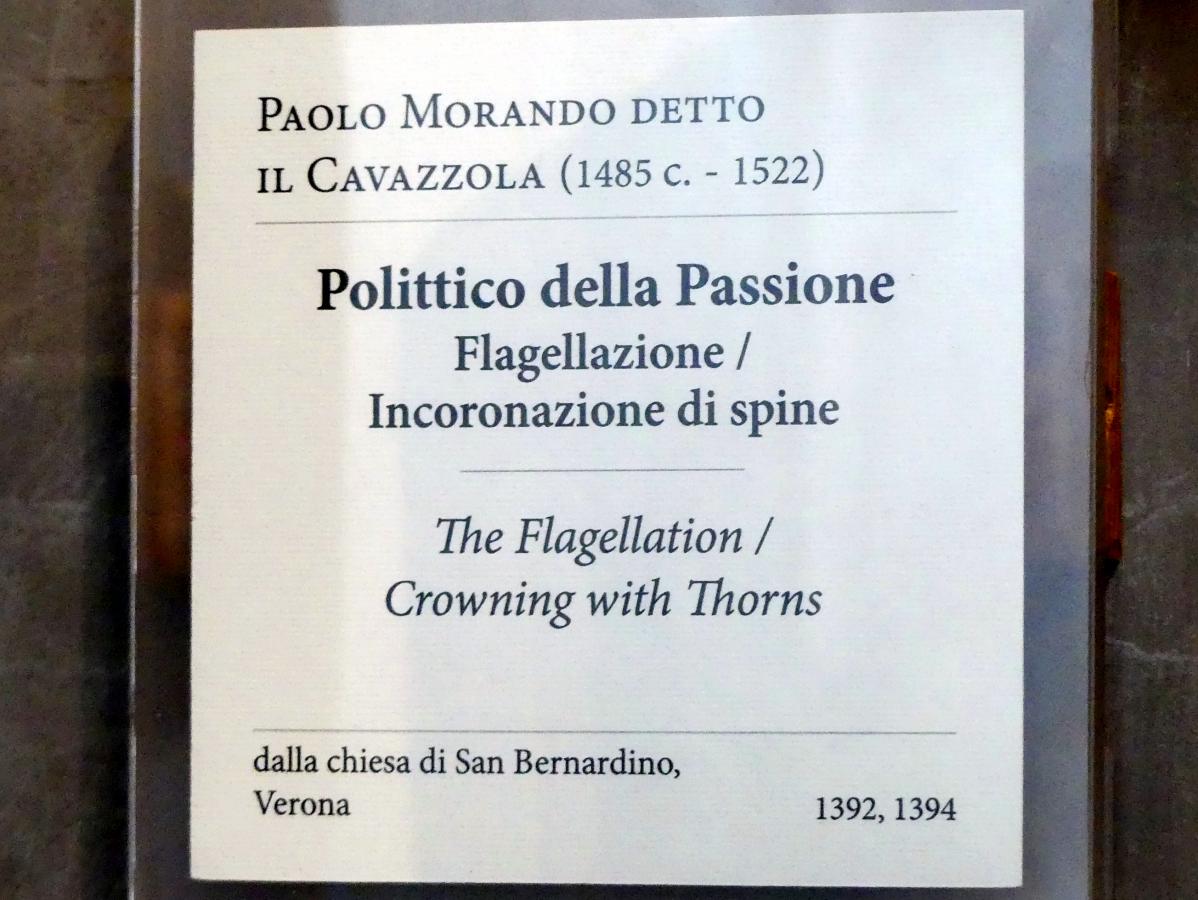 Paolo Morando detto
il Cavazzola (1485 c. - 1522)
Polittico della Passione
Flagellazione /
Incoronazione di spine
The Flagellation /
Crowning with Thorns
dalla chiesa di San Bernardino,
Verona 1392, 1394